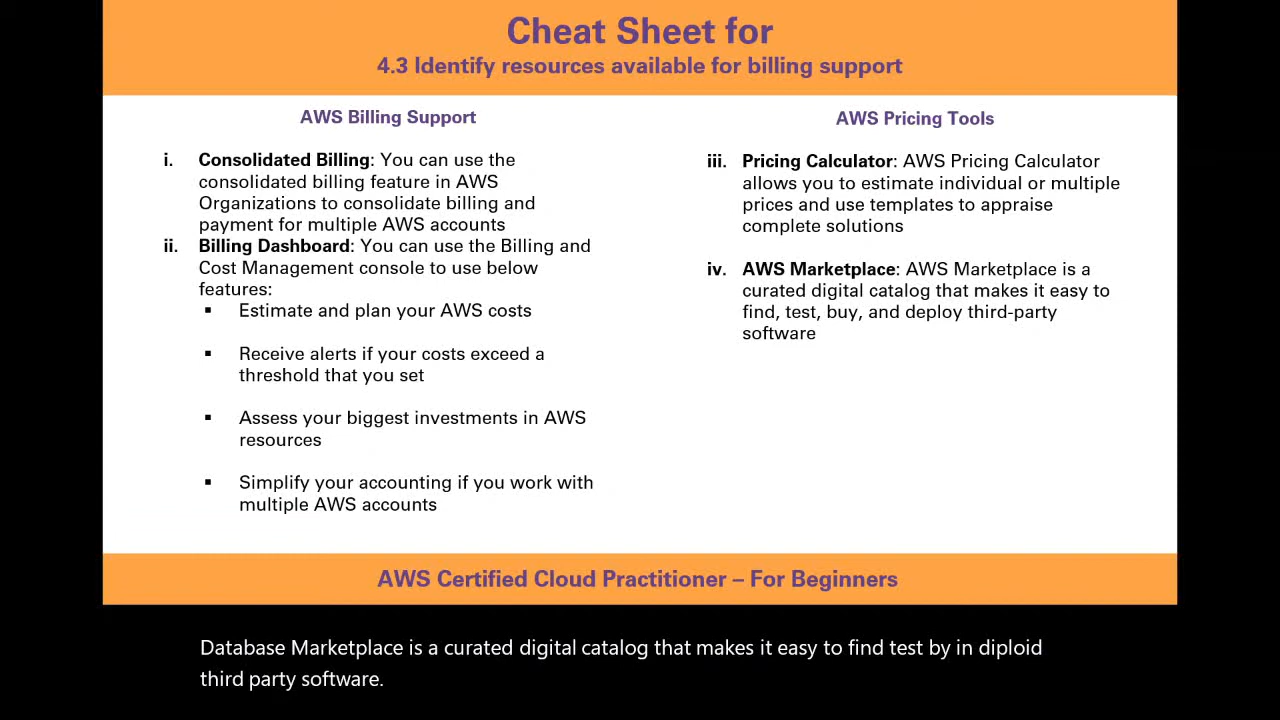 Cheat Sheet for
4.3 Identify resources available for billing support
AWS Billing Support
i. Consolidated Billing: You can use the
consolidated billing feature in AWS
Organizations to consolidate billing and
payment for multiple AWS accounts
ii. Billing Dashboard: You can use the Billing and
Cost Management console to use below
features:
▪ Estimate and plan your AWS costs
▪ Receive alerts if your costs exceed a
threshold that you set
▪ Assess your biggest investments in AWS
resources
▪ Simplify your accounting if you work with
multiple AWS accounts
AWS Pricing Tools
iii. Pricing Calculator: AWS Pricing Calculator
allows you to estimate individual or multiple
prices and use templates to appraise
complete solutions
iv. AWS Marketplace: AWS Marketplace is a
curated digital catalog that makes it easy to
find, test, buy, and deploy third-party
software
AWS Certified Cloud Practitioner – For Beginners
Database Marketplace is a curated digital catalog that makes it easy to find test by in diploid
third party software.